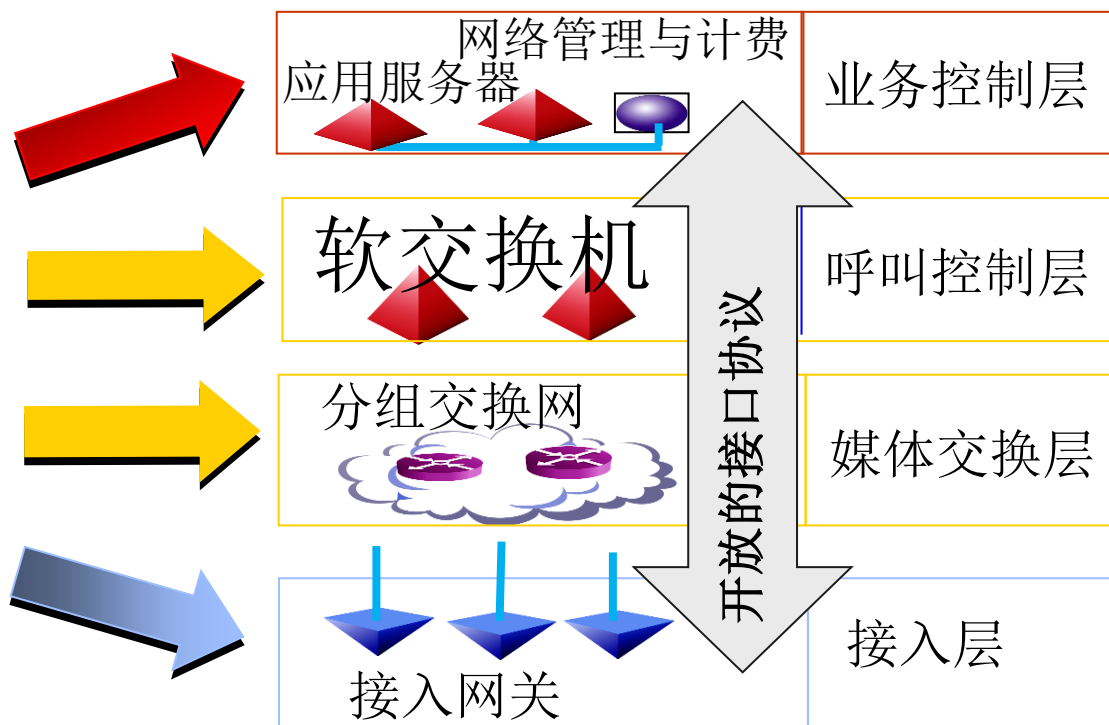 网络管理与计费
应用服务器
业务控制层
软交换机
呼叫控制层
分组交换网
媒体交换层
开放的接口协议
接入网关
接入层